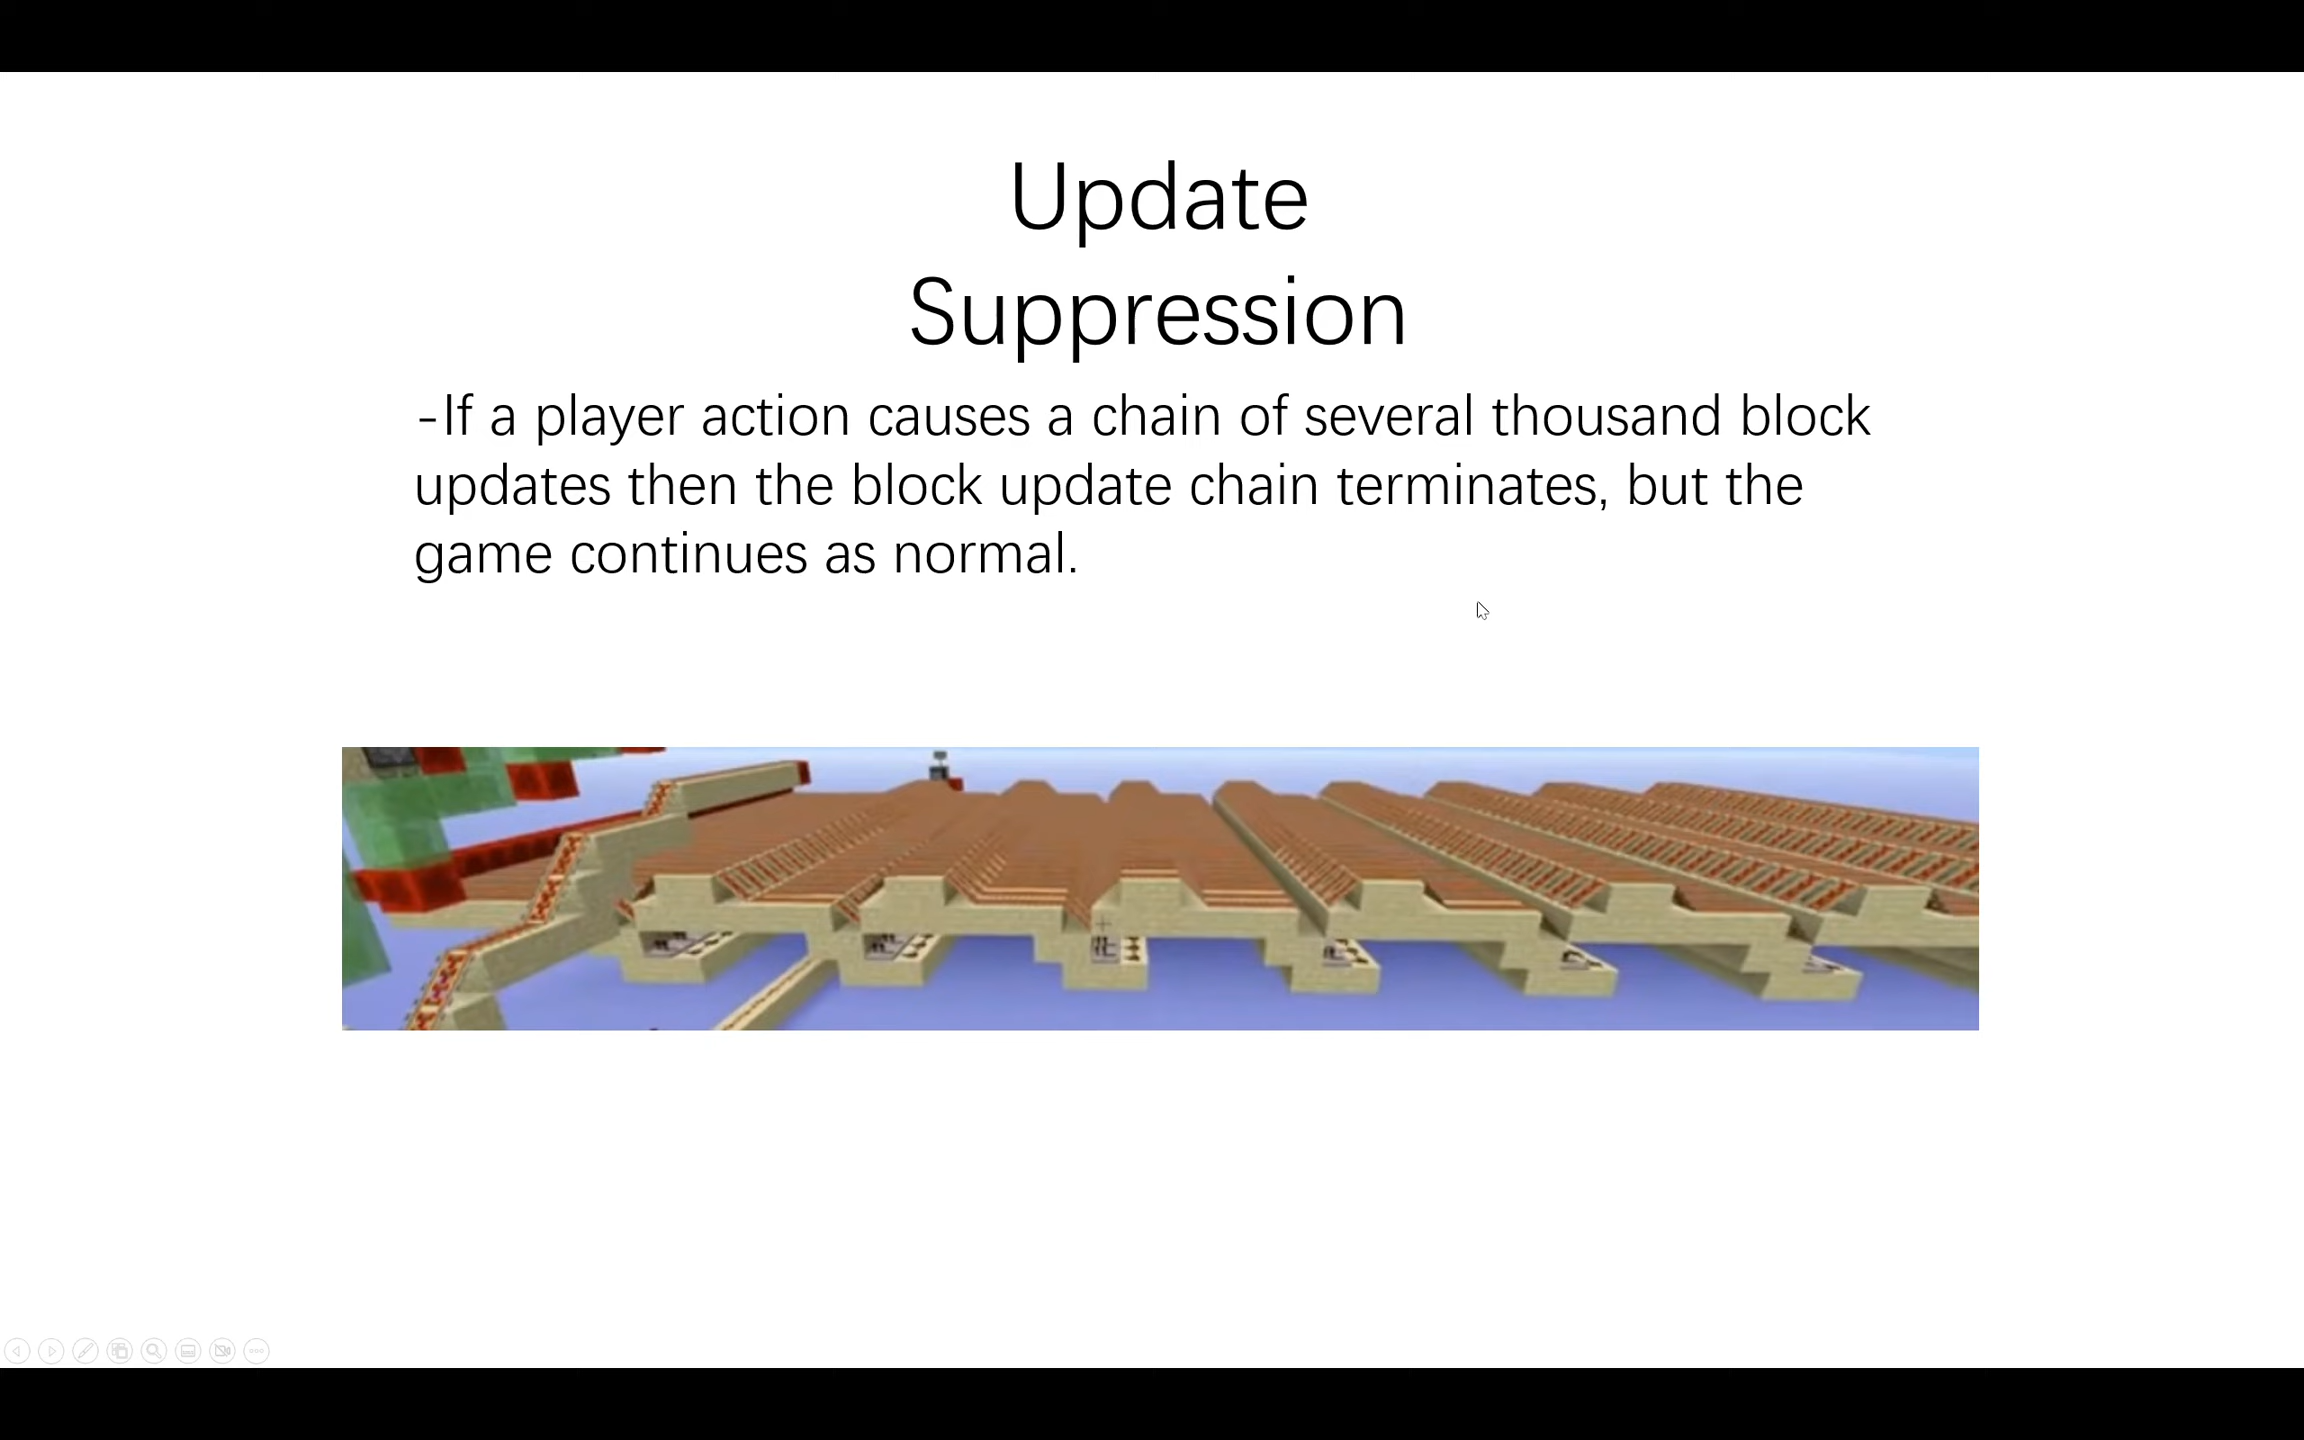 Update
Suppression
-If a player action causes a chain of several thousand block
updates then the block update chain terminates, but the
game continues as normal.